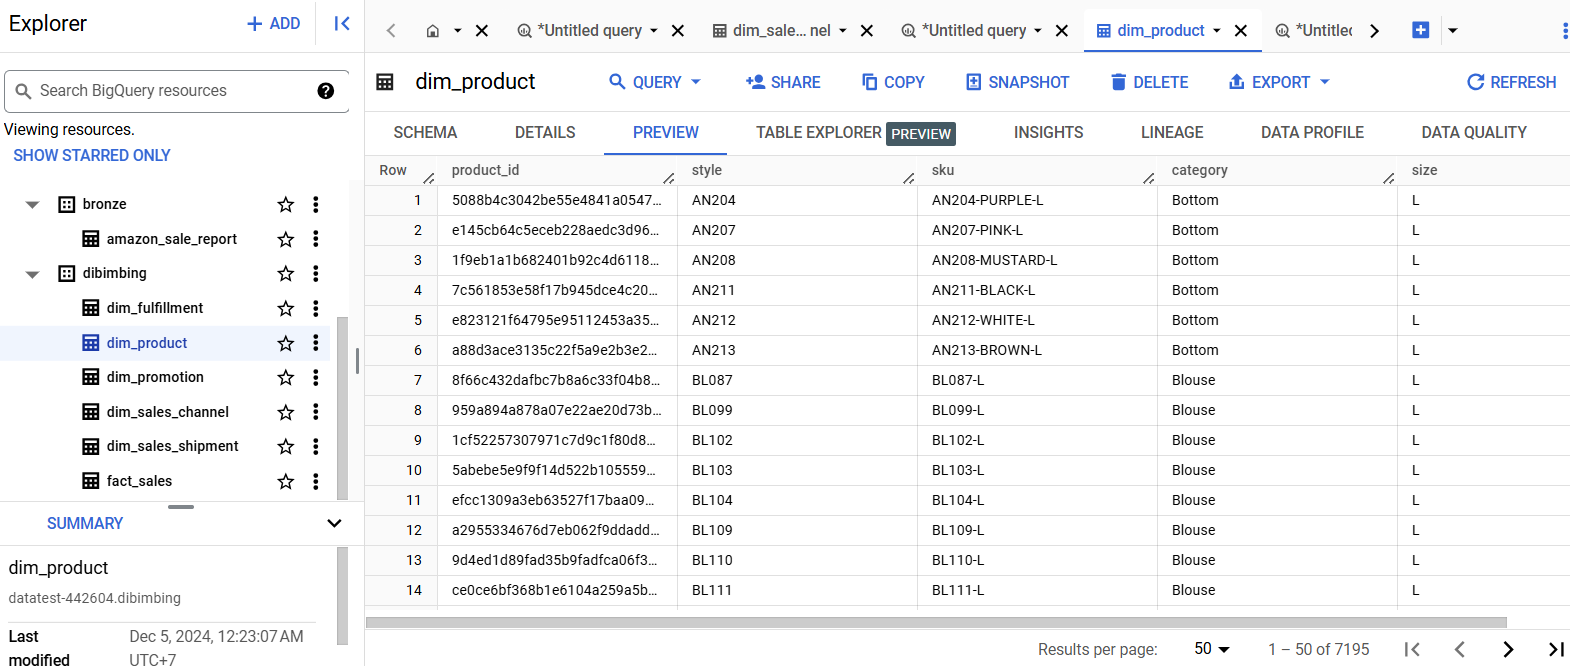 Explorer
+ ADD
Search BigQuery resources
?
Viewing resources.
SHOW STARRED ONLY
bronze
amazon_sale_report
dibimbing
dim_fulfillment
dim_product
dim_promotion
dim_sales_channel
dim_sales_shipment
fact_sales
SUMMARY
dim_product
datatest-442604.dibimbing
Last modified Dec 5, 2024, 12:23:07 AM UTC+7
*Untitled query
dim_sale... nel
*Untitled query
dim_product
*Untitlec
dim_product
QUERY SHARE COPY SNAPSHOT DELETE EXPORT REFRESH
SCHEMA DETAILS PREVIEW TABLE EXPLORER PREVIEW INSIGHTS LINEAGE DATA PROFILE DATA QUALITY
Row product_id style sku category size
1 5088b4c3042be55e4841a0547... AN204 AN204-PURPLE-L Bottom L
2 e145cb64c5eceb228aedc3d96... AN207 AN207-PINK-L Bottom L
3 1f9eb1a1b682401b92c4d6118... AN208 AN208-MUSTARD-L Bottom L
4 7c561853e58f17b945dce4c20... AN211 AN211-BLACK-L Bottom L
5 e823121f64795e95112453a35... AN212 AN212-WHITE-L Bottom L
6 a88d3ace3135c22f5a9e2b3e2... AN213 AN213-BROWN-L Bottom L
7 8f66c432dafbc7b8a6c33f04b8... BL087 BL087-L Blouse L
8 959a894a878a07e22ae20d73b... BL099 BL099-L Blouse L
9 1cf52257307971c7d9c1f80d8... BL102 BL102-L Blouse L
10 5abebe5e9f9f14d522b105559... BL103 BL103-L Blouse L
11 efcc1309a3eb63527f17baa09... BL104 BL104-L Blouse L
12 a2955334676d7eb062f9ddadd... BL109 BL109-L Blouse L
13 9d4ed1d89fad35b9fadfca06f3... BL110 BL110-L Blouse L
14 ce0ce6bf368b1e6104a259a5b... BL111 BL111-L Blouse L
Results per page: 50 1 – 50 of 7195